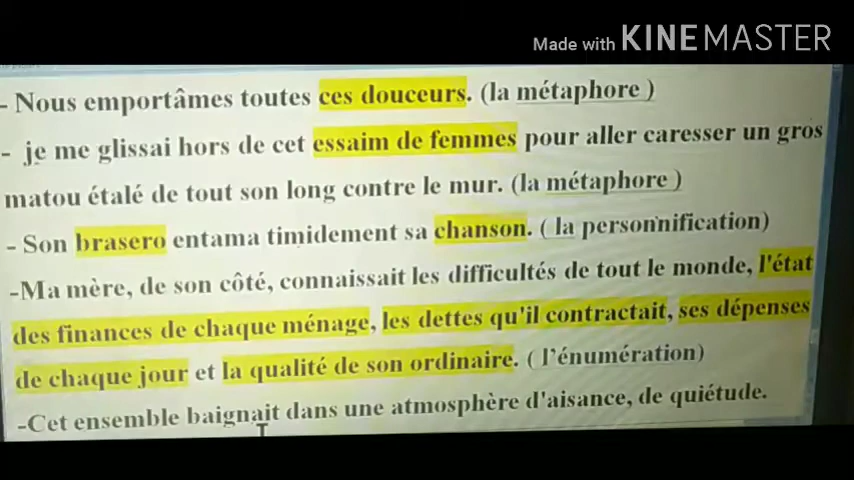 Made with KINEMASTER
- Nous emportâmes toutes ces douceurs. (la métaphore )
- je me glissai hors de cet essaim de femmes pour aller caresser un gros
matou étalé de tout son long contre le mur. (la métaphore )
- Son brasero entama timidement sa chanson. ( la personnification)
-Ma mère, de son côté, connaissait les difficultés de tout le monde, l'état
des finances de chaque ménage, les dettes qu'il contractait, ses dépenses
de chaque jour et la qualité de son ordinaire. ( l'énumération)
-Cet ensemble baignait dans une atmosphère d'aisance, de quiétude.